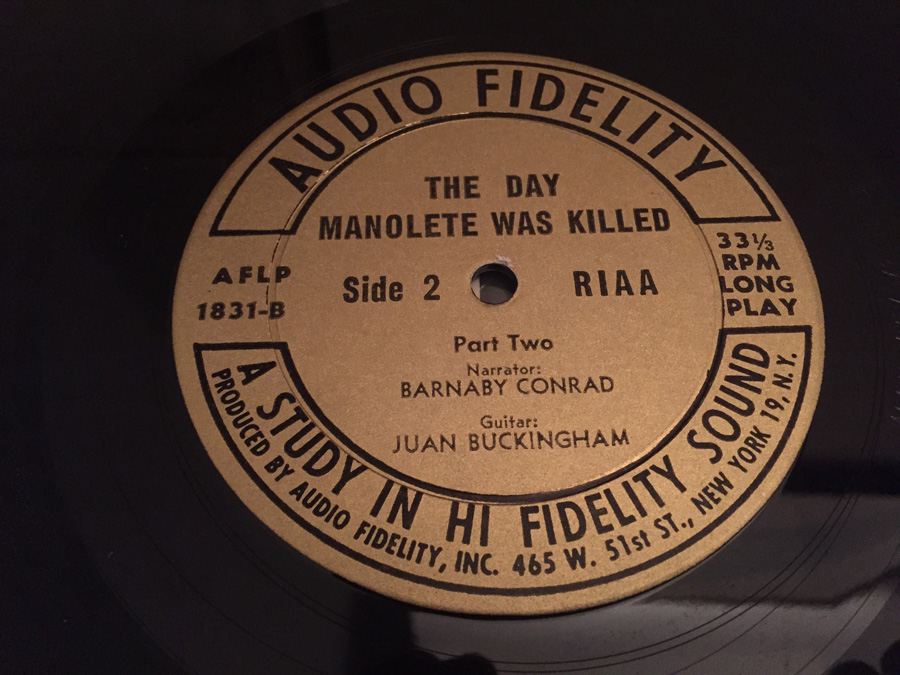 AUDIO FIDELITY
THE DAY
MANOLETE WAS KILLED
AFLP
1831-B
Side 2
RIAA
33⅓
RPM
LONG
PLAY
Part Two
Narrator:
BARNABY CONRAD
Guitar:
JUAN BUCKINGHAM
A STUDY IN HI FIDELITY SOUND
PRODUCED BY AUDIO FIDELITY, INC. 465 W. 51st ST., NEW YORK 19, N.Y.